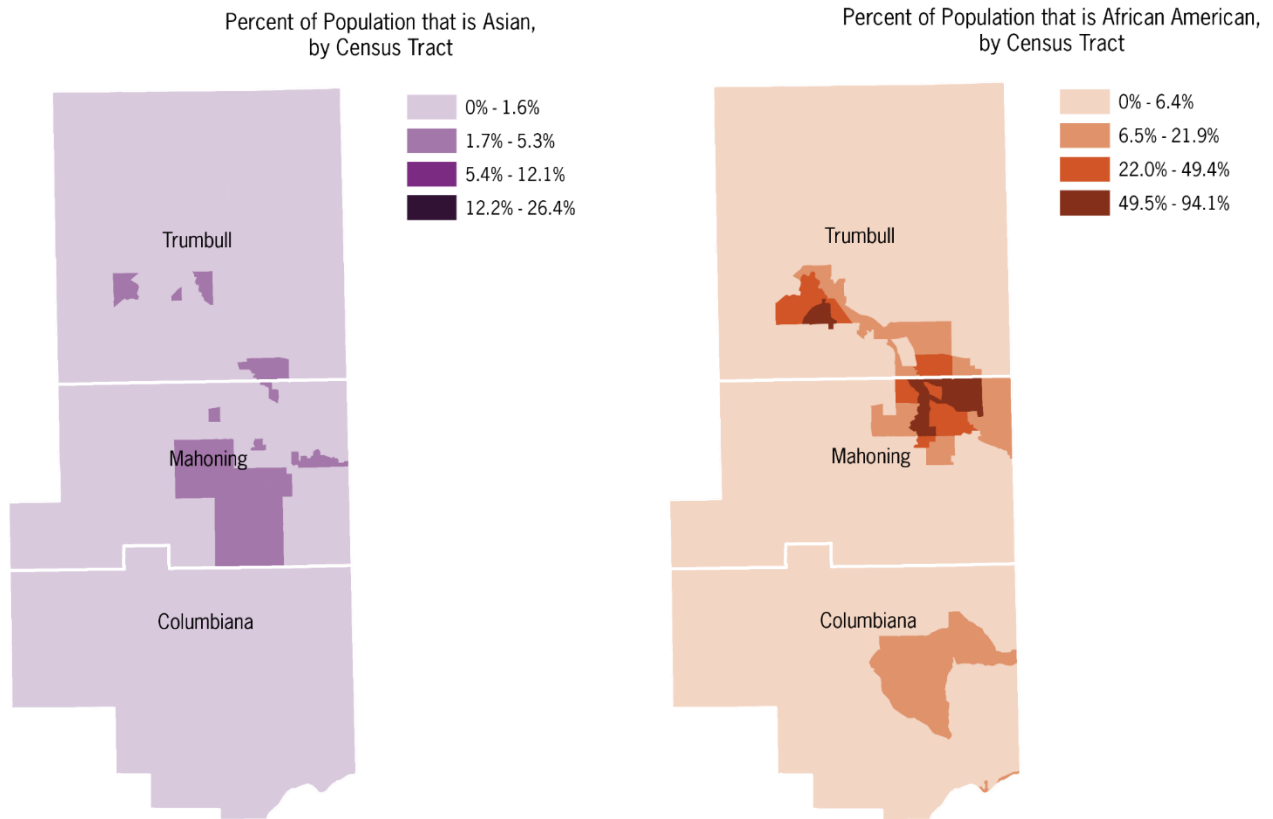 Percent of Population that is Asian,
by Census Tract
0% - 1.6%
1.7% - 5.3%
5.4% - 12.1%
12.2% - 26.4%
Trumbull
Mahoning
Columbiana
Percent of Population that is African American,
by Census Tract
0% - 6.4%
6.5% - 21.9%
22.0% - 49.4%
49.5% - 94.1%
Trumbull
Mahoning
Columbiana